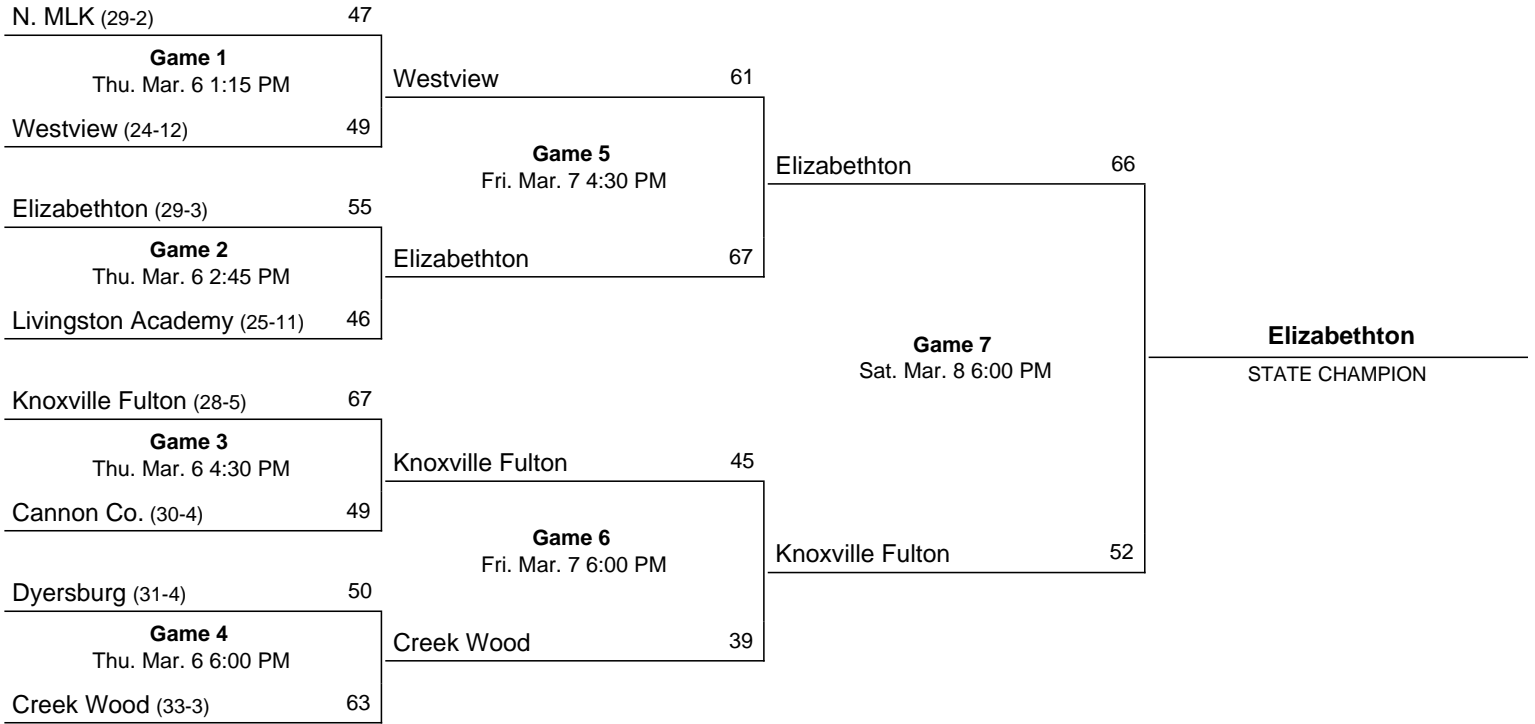 N. MLK (29-2) 47
Game 1
Thu. Mar. 6 1:15 PM
Westview (24-12) 49
Elizabethton (29-3) 55
Game 2
Thu. Mar. 6 2:45 PM
Livingston Academy (25-11) 46
Knoxville Fulton (28-5) 67
Game 3
Thu. Mar. 6 4:30 PM
Cannon Co. (30-4) 49
Dyersburg (31-4) 50
Game 4
Thu. Mar. 6 6:00 PM
Creek Wood (33-3) 63
Westview 61
Game 5
Fri. Mar. 7 4:30 PM
Elizabethton 67
Knoxville Fulton 45
Game 6
Fri. Mar. 7 6:00 PM
Creek Wood 39
Elizabethton 66
Game 7
Sat. Mar. 8 6:00 PM
Knoxville Fulton 52
Elizabethton
STATE CHAMPION